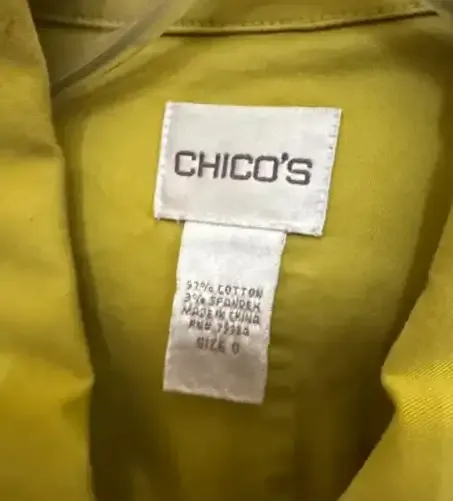 CHICO'S
97% COTTON
3% SPANDEX
MADE IN CHINA
RN#
SIZE 0